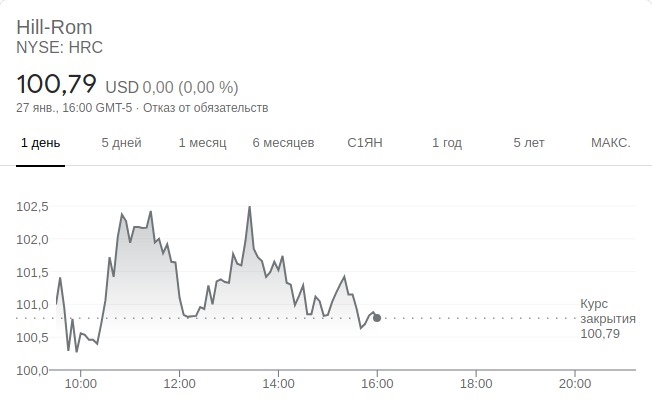 Hill-Rom
NYSE: HRC
100,79 USD 0,00 (0,00 %)
27 янв., 16:00 GMT-5 · Отказ от обязательств
1 день 5 дней 1 месяц 6 месяцев С1ЯН 1 год 5 лет МАКС.
102,5
102,0
101,5
101,0
100,5
100,0
Курс
закрытия
100,79
10:00 12:00 14:00 16:00 18:00 20:00